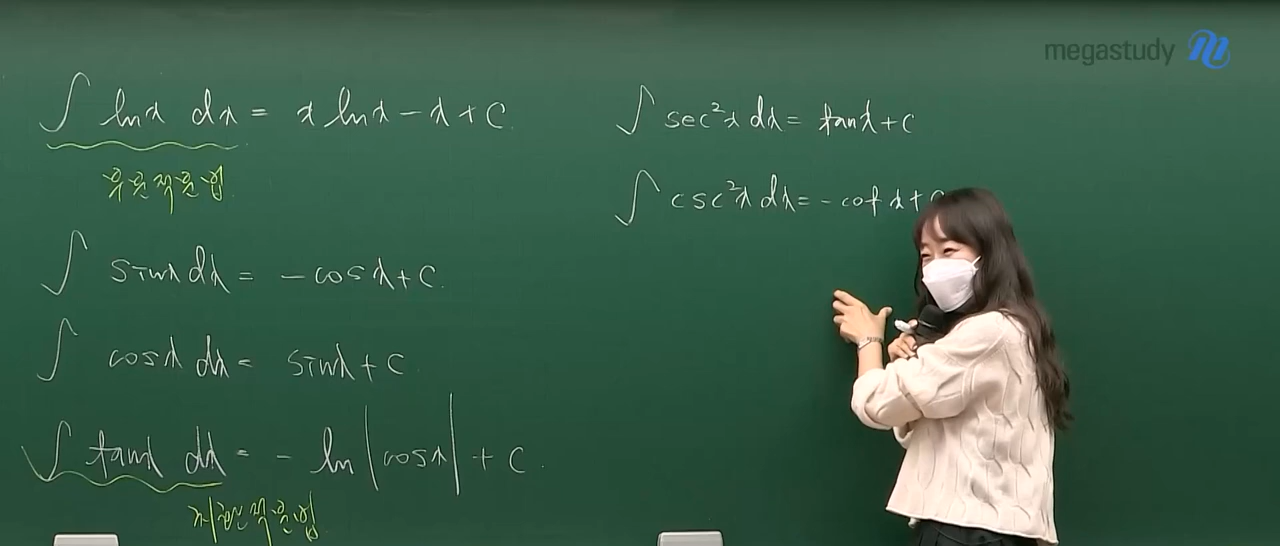 megastudy
∫ lnx dx = x lnx - x + C
부분적분법
∫ sinx dx = -cosx + C.
∫ cosx dx = sinx + C
∫ tanx dx = - ln|cosx| + C.
치환적분법
∫ sec²x dx = tanx + C
∫ csc²x dx = -cotx + C